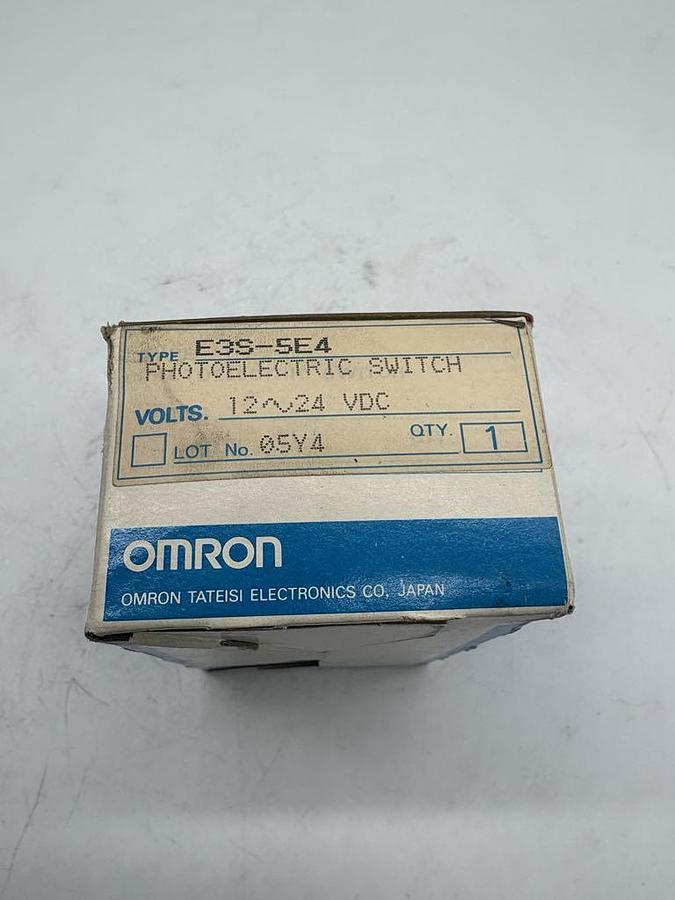 TYPE E3S-5E4
PHOTOELECTRIC SWITCH
VOLTS. 12~24 VDC
LOT No. 05Y4 QTY. 1
OMRON
OMRON TATEISI ELECTRONICS CO, JAPAN